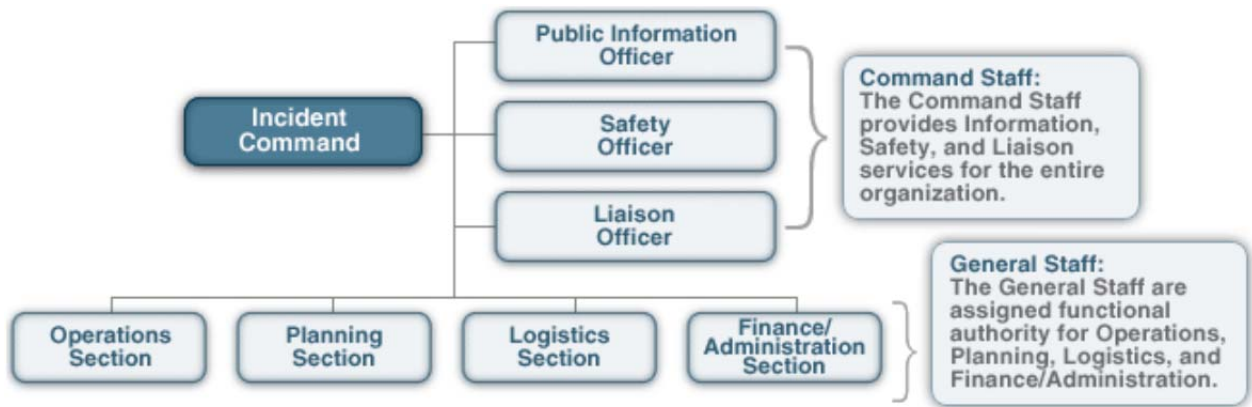 Public Information
Officer
Command Staff:
The Command Staff
provides Information,
Safety, and Liaison
services for the entire
organization.
Incident
Command
Safety
Officer
Liaison
Officer
General Staff:
The General Staff are
assigned functional
authority for Operations,
Planning, Logistics, and
Finance/Administration.
Operations
Section
Planning
Section
Logistics
Section
Finance/
Administration
Section